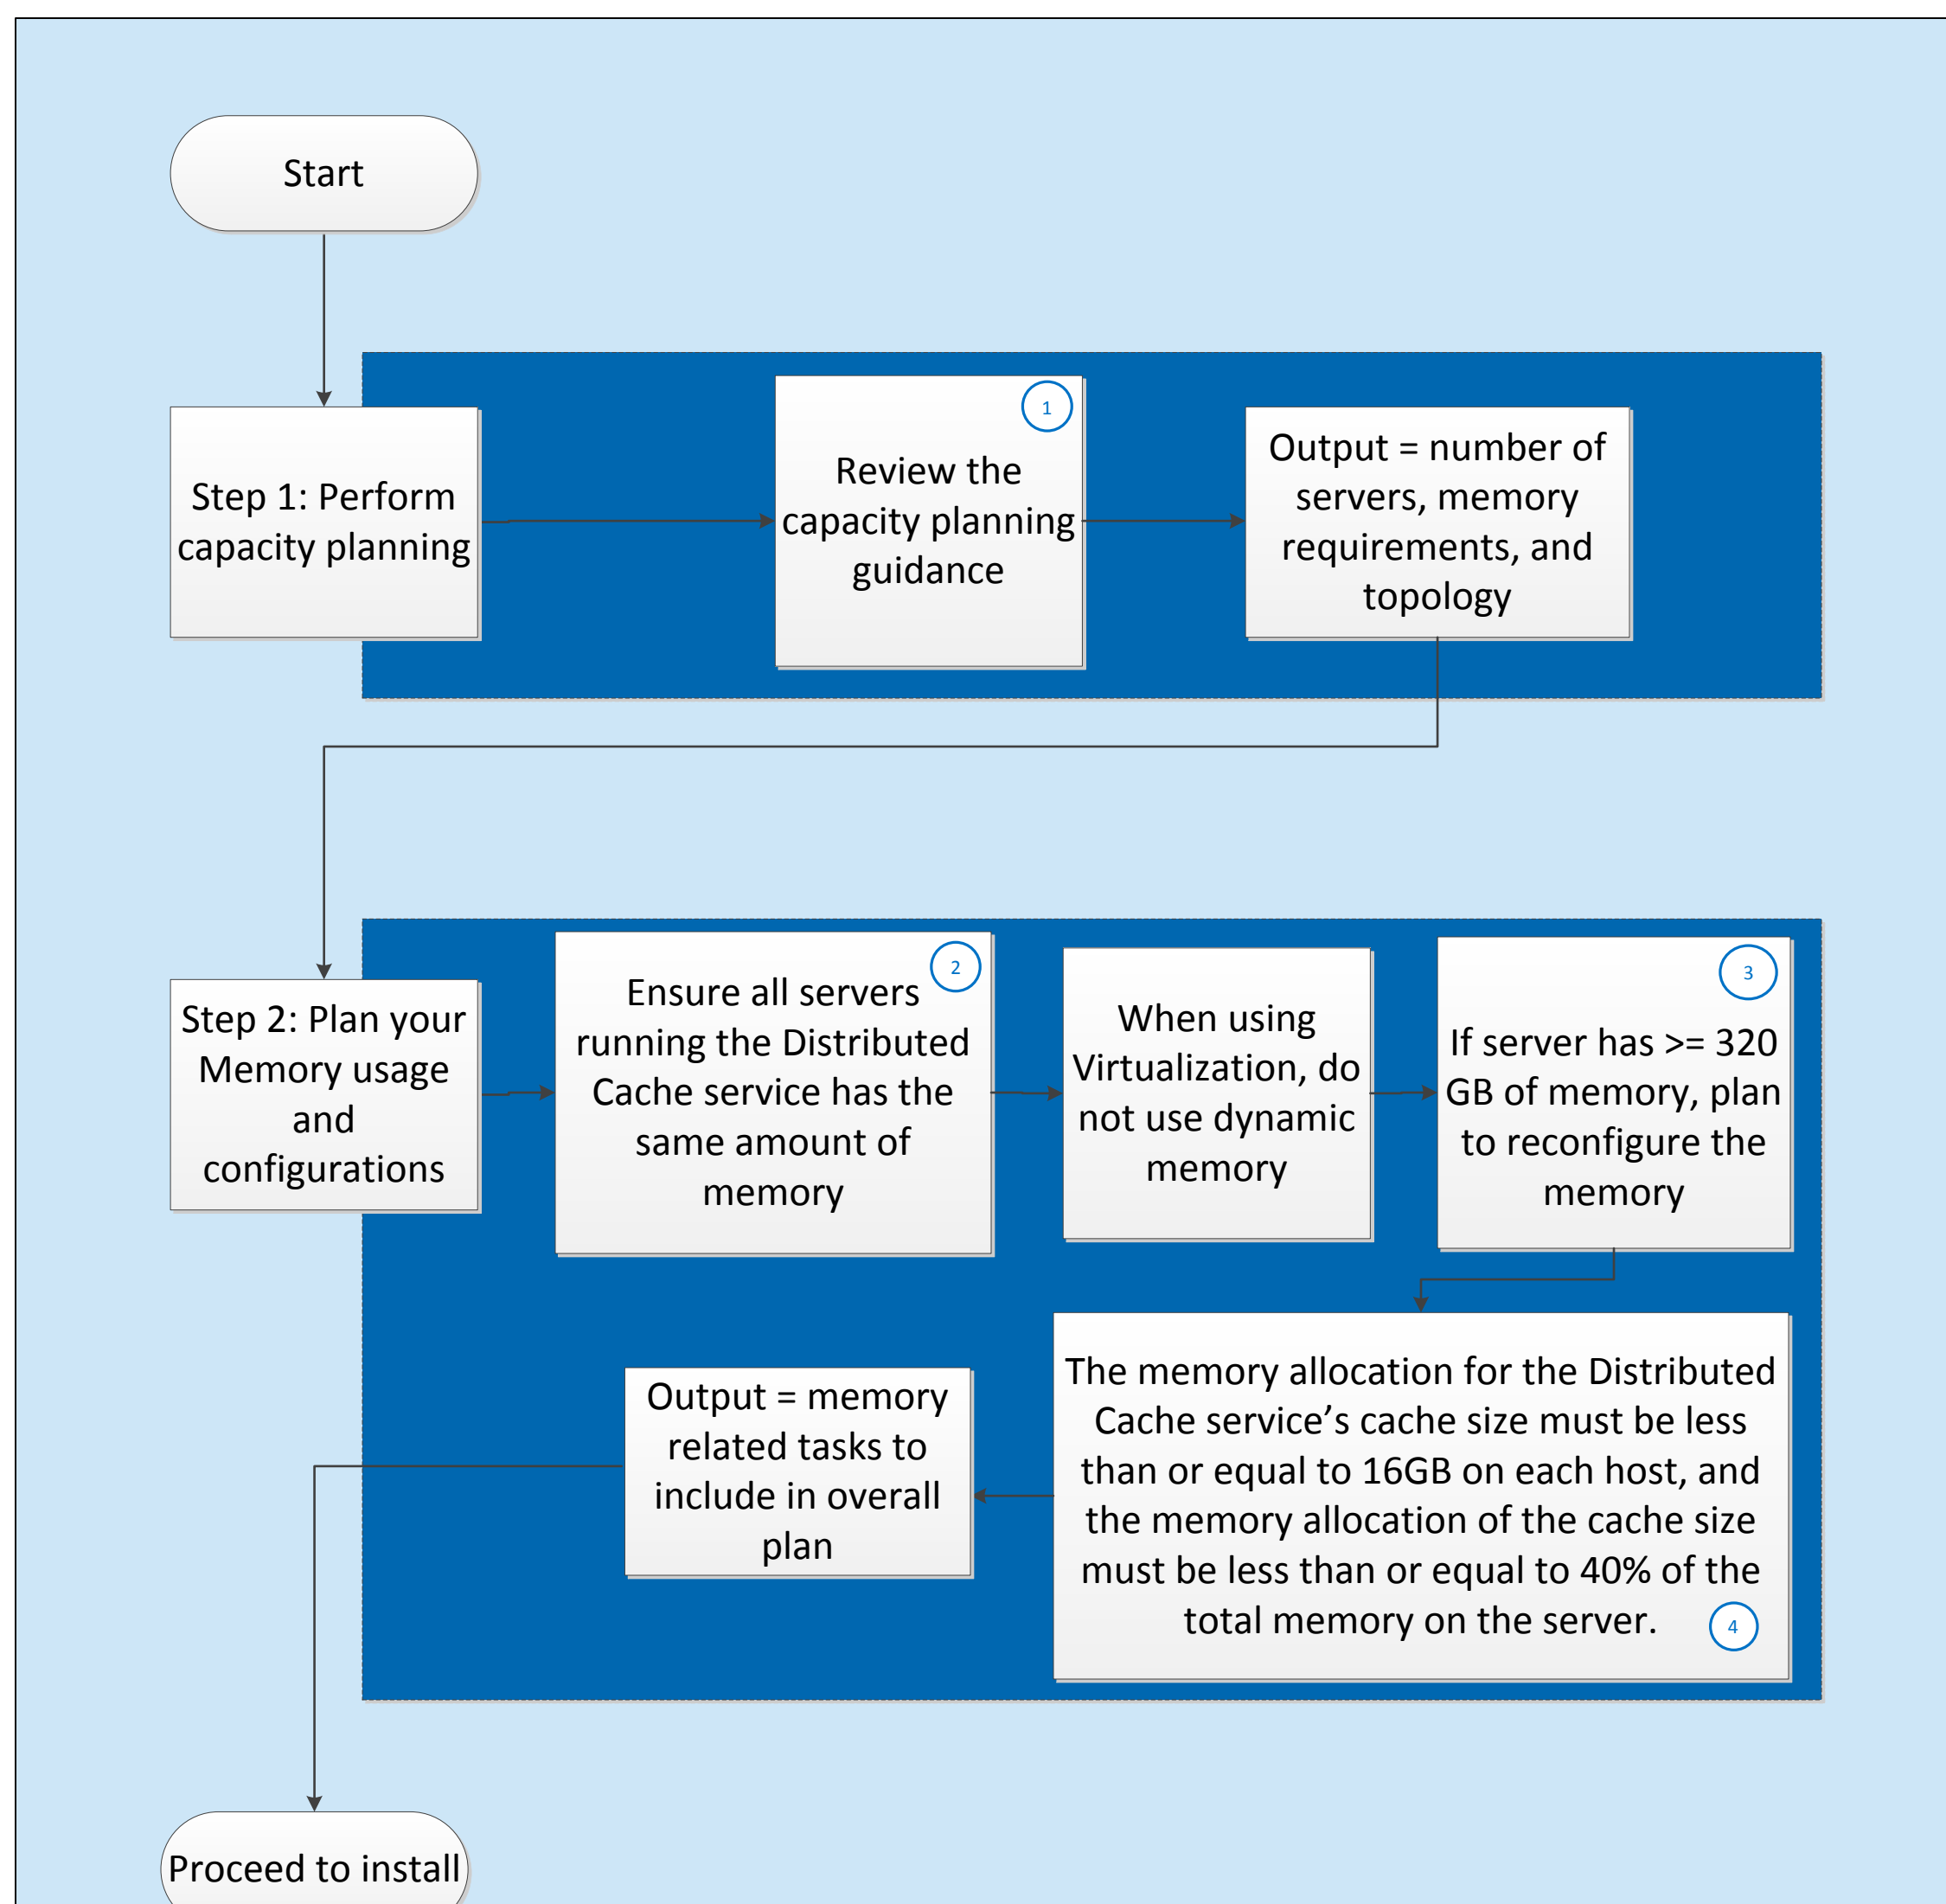 Start
Step 1: Perform
capacity planning
1
Review the
capacity planning
guidance
Output = number of
servers, memory
requirements, and
topology
Step 2: Plan your
Memory usage
and
configurations
2
Ensure all servers
running the Distributed
Cache service has the
same amount of
memory
When using
Virtualization, do
not use dynamic
memory
3
If server has >= 320
GB of memory, plan
to reconfigure the
memory
The memory allocation for the Distributed
Cache service’s cache size must be less
than or equal to 16GB on each host, and
the memory allocation of the cache size
must be less than or equal to 40% of the
total memory on the server.
4
Output = memory
related tasks to
include in overall
plan
Proceed to install